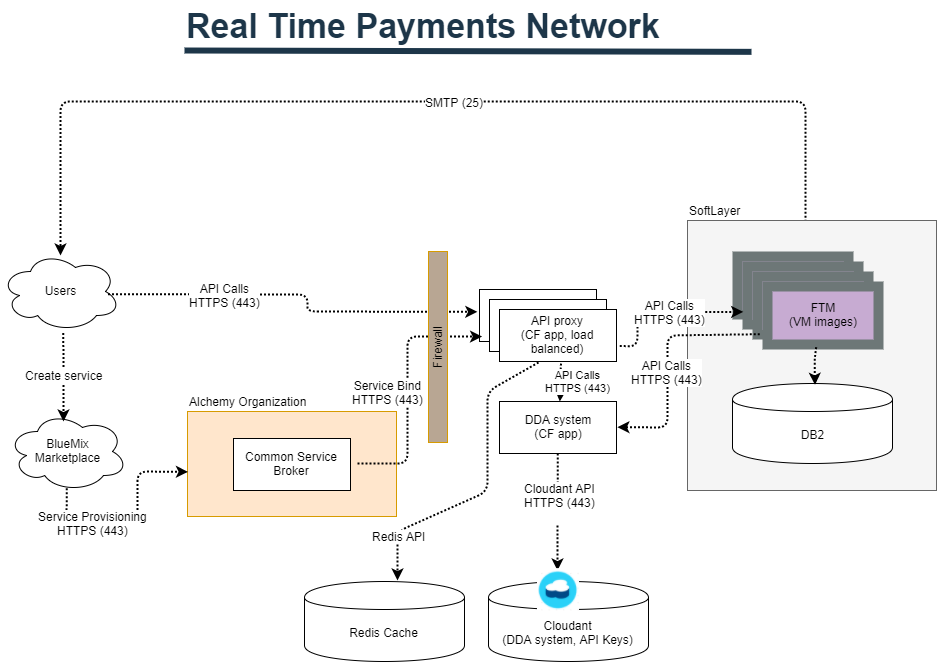 Real Time Payments Network
SMTP (25)
SoftLayer
Users
API Calls
HTTPS (443)
Firewall
API proxy
(CF app, load
balanced)
API Calls
HTTPS (443)
FTM
(VM images)
Create service
Service Bind
HTTPS (443)
API Calls
HTTPS (443)
API Calls
HTTPS (443)
Alchemy Organization
DDA system
(CF app)
DB2
BlueMix
Marketplace
Common Service
Broker
Service Provisioning
HTTPS (443)
Cloudant API
HTTPS (443)
Redis API
Redis Cache
Cloudant
(DDA system, API Keys)